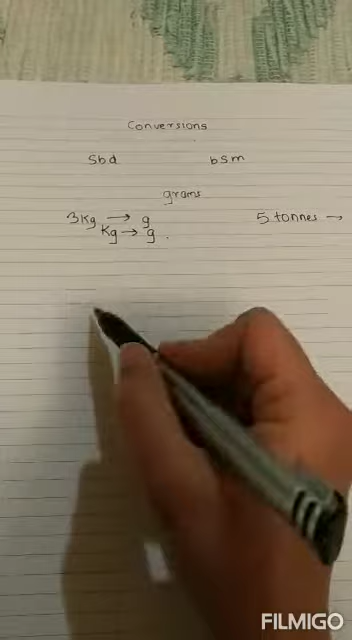 Conversions
Sbd bsm
grams
3kg → g 5 tonnes →
Kg → g .
FILMIGO